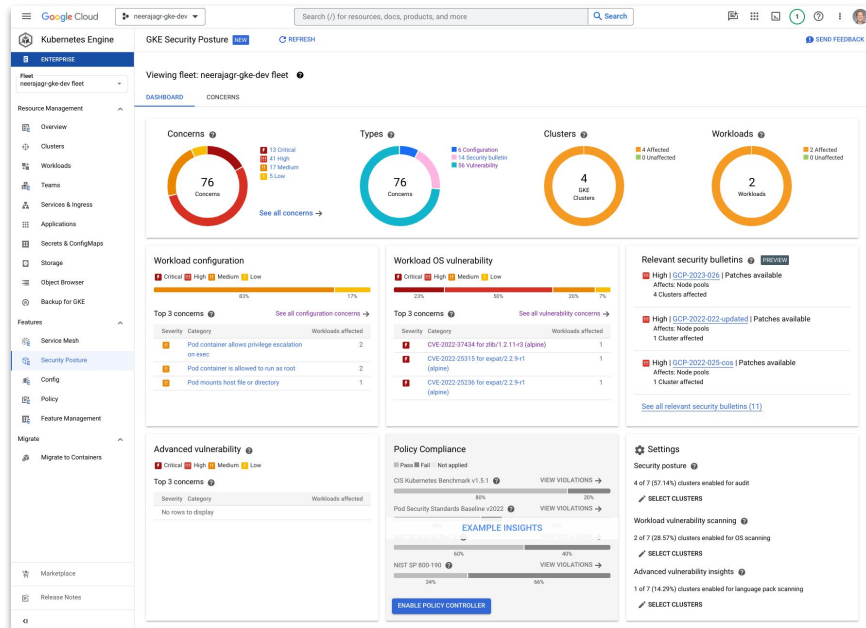 Google Cloud
neerajagr-gke-dev
Search (/) for resources, docs, products, and more
Search
1
Kubernetes Engine
ENTERPRISE
Fleet
neerajagr-gke-dev fleet
Resource Management
Overview
Clusters
Workloads
Teams
Services & Ingress
Applications
Secrets & ConfigMaps
Storage
Object Browser
Backup for GKE
Features
Service Mesh
Security Posture
Config
Policy
Feature Management
Migrate
Migrate to Containers
Marketplace
Release Notes
GKE Security Posture NEW
REFRESH
SEND FEEDBACK
Viewing fleet: neerajagr-gke-dev fleet
DASHBOARD CONCERNS
Concerns
76
Concerns
13 Critical
41 High
17 Medium
5 Low
See all concerns →
Types
76
Concerns
6 Configuration
14 Security bulletin
56 Vulnerability
Clusters
4
GKE
Clusters
4 Affected
0 Unaffected
Workloads
2
Workloads
2 Affected
0 Unaffected
Workload configuration
Critical High Medium Low
83% 17%
Top 3 concerns See all configuration concerns →
Severity Category Workloads affected
Pod container allows privilege escalation 2
on exec
Pod container is allowed to run as root 2
Pod mounts host file or directory 1
Workload OS vulnerability
Critical High Medium Low
23% 50% 20% 7%
Top 3 concerns See all vulnerability concerns →
Severity Category Workloads affected
CVE-2022-37434 for zlib/1.2.11-r3 (alpine) 1
CVE-2022-25315 for expat/2.2.9-r1 1
(alpine)
CVE-2022-25236 for expat/2.2.9-r1 1
(alpine)
Relevant security bulletins PREVIEW
High | GCP-2023-026 | Patches available
Affects: Node pools
4 Clusters affected
High | GCP-2022-022-updated | Patches available
Affects: Node pools
1 Cluster affected
High | GCP-2022-025-cos | Patches available
Affects: Node pools
1 Cluster affected
See all relevant security bulletins (11)
Advanced vulnerability
Critical High Medium Low
Top 3 concerns
Severity Category Workloads affected
No rows to display
Policy Compliance
Pass Fail Not applied
CIS Kubernetes Benchmark v1.5.1 VIEW VIOLATIONS →
80% 20%
Pod Security Standards Baseline v2022 VIEW VIOLATIONS →
EXAMPLE INSIGHTS
60% 40%
NIST SP 800-190 VIEW VIOLATIONS →
34% 66%
ENABLE POLICY CONTROLLER
Settings
Security posture
4 of 7 (57.14%) clusters enabled for audit
SELECT CLUSTERS
Workload vulnerability scanning
2 of 7 (28.57%) clusters enabled for OS scanning
SELECT CLUSTERS
Advanced vulnerability insights
1 of 7 (14.29%) clusters enabled for language pack scanning
SELECT CLUSTERS